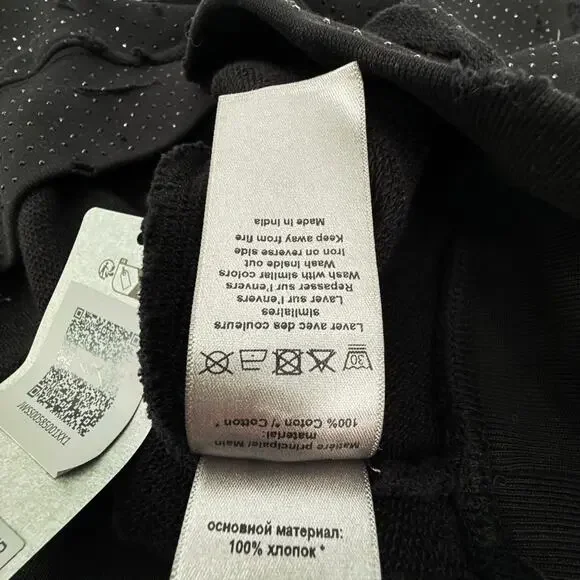 Matière principale/ Main
material:
100% Coton */ Cotton *
30
Laver avec des couleurs
similaires
Laver sur l'envers
Repasser sur l'envers
Wash with similar colors
Wash inside out
Iron on reverse side
Keep away from fire
Made in India
основной материал:
100% хлопок *